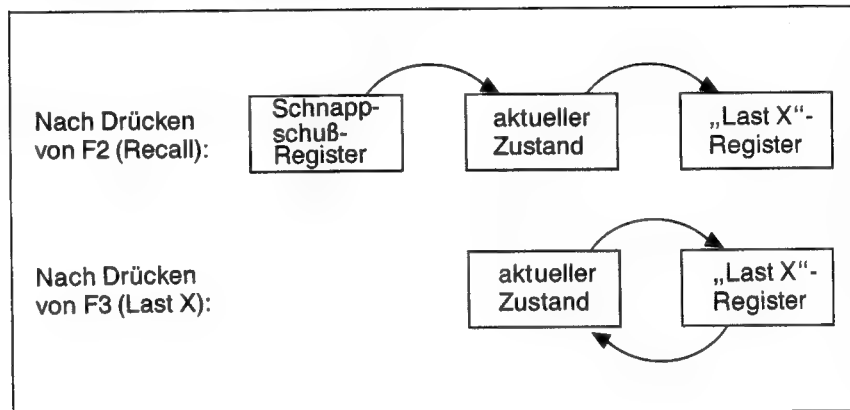 Nach Drücken
von F2 (Recall):
Schnapp-
schuß-
Register
aktueller
Zustand
„Last X“-
Register
Nach Drücken
von F3 (Last X):
aktueller
Zustand
„Last X“-
Register